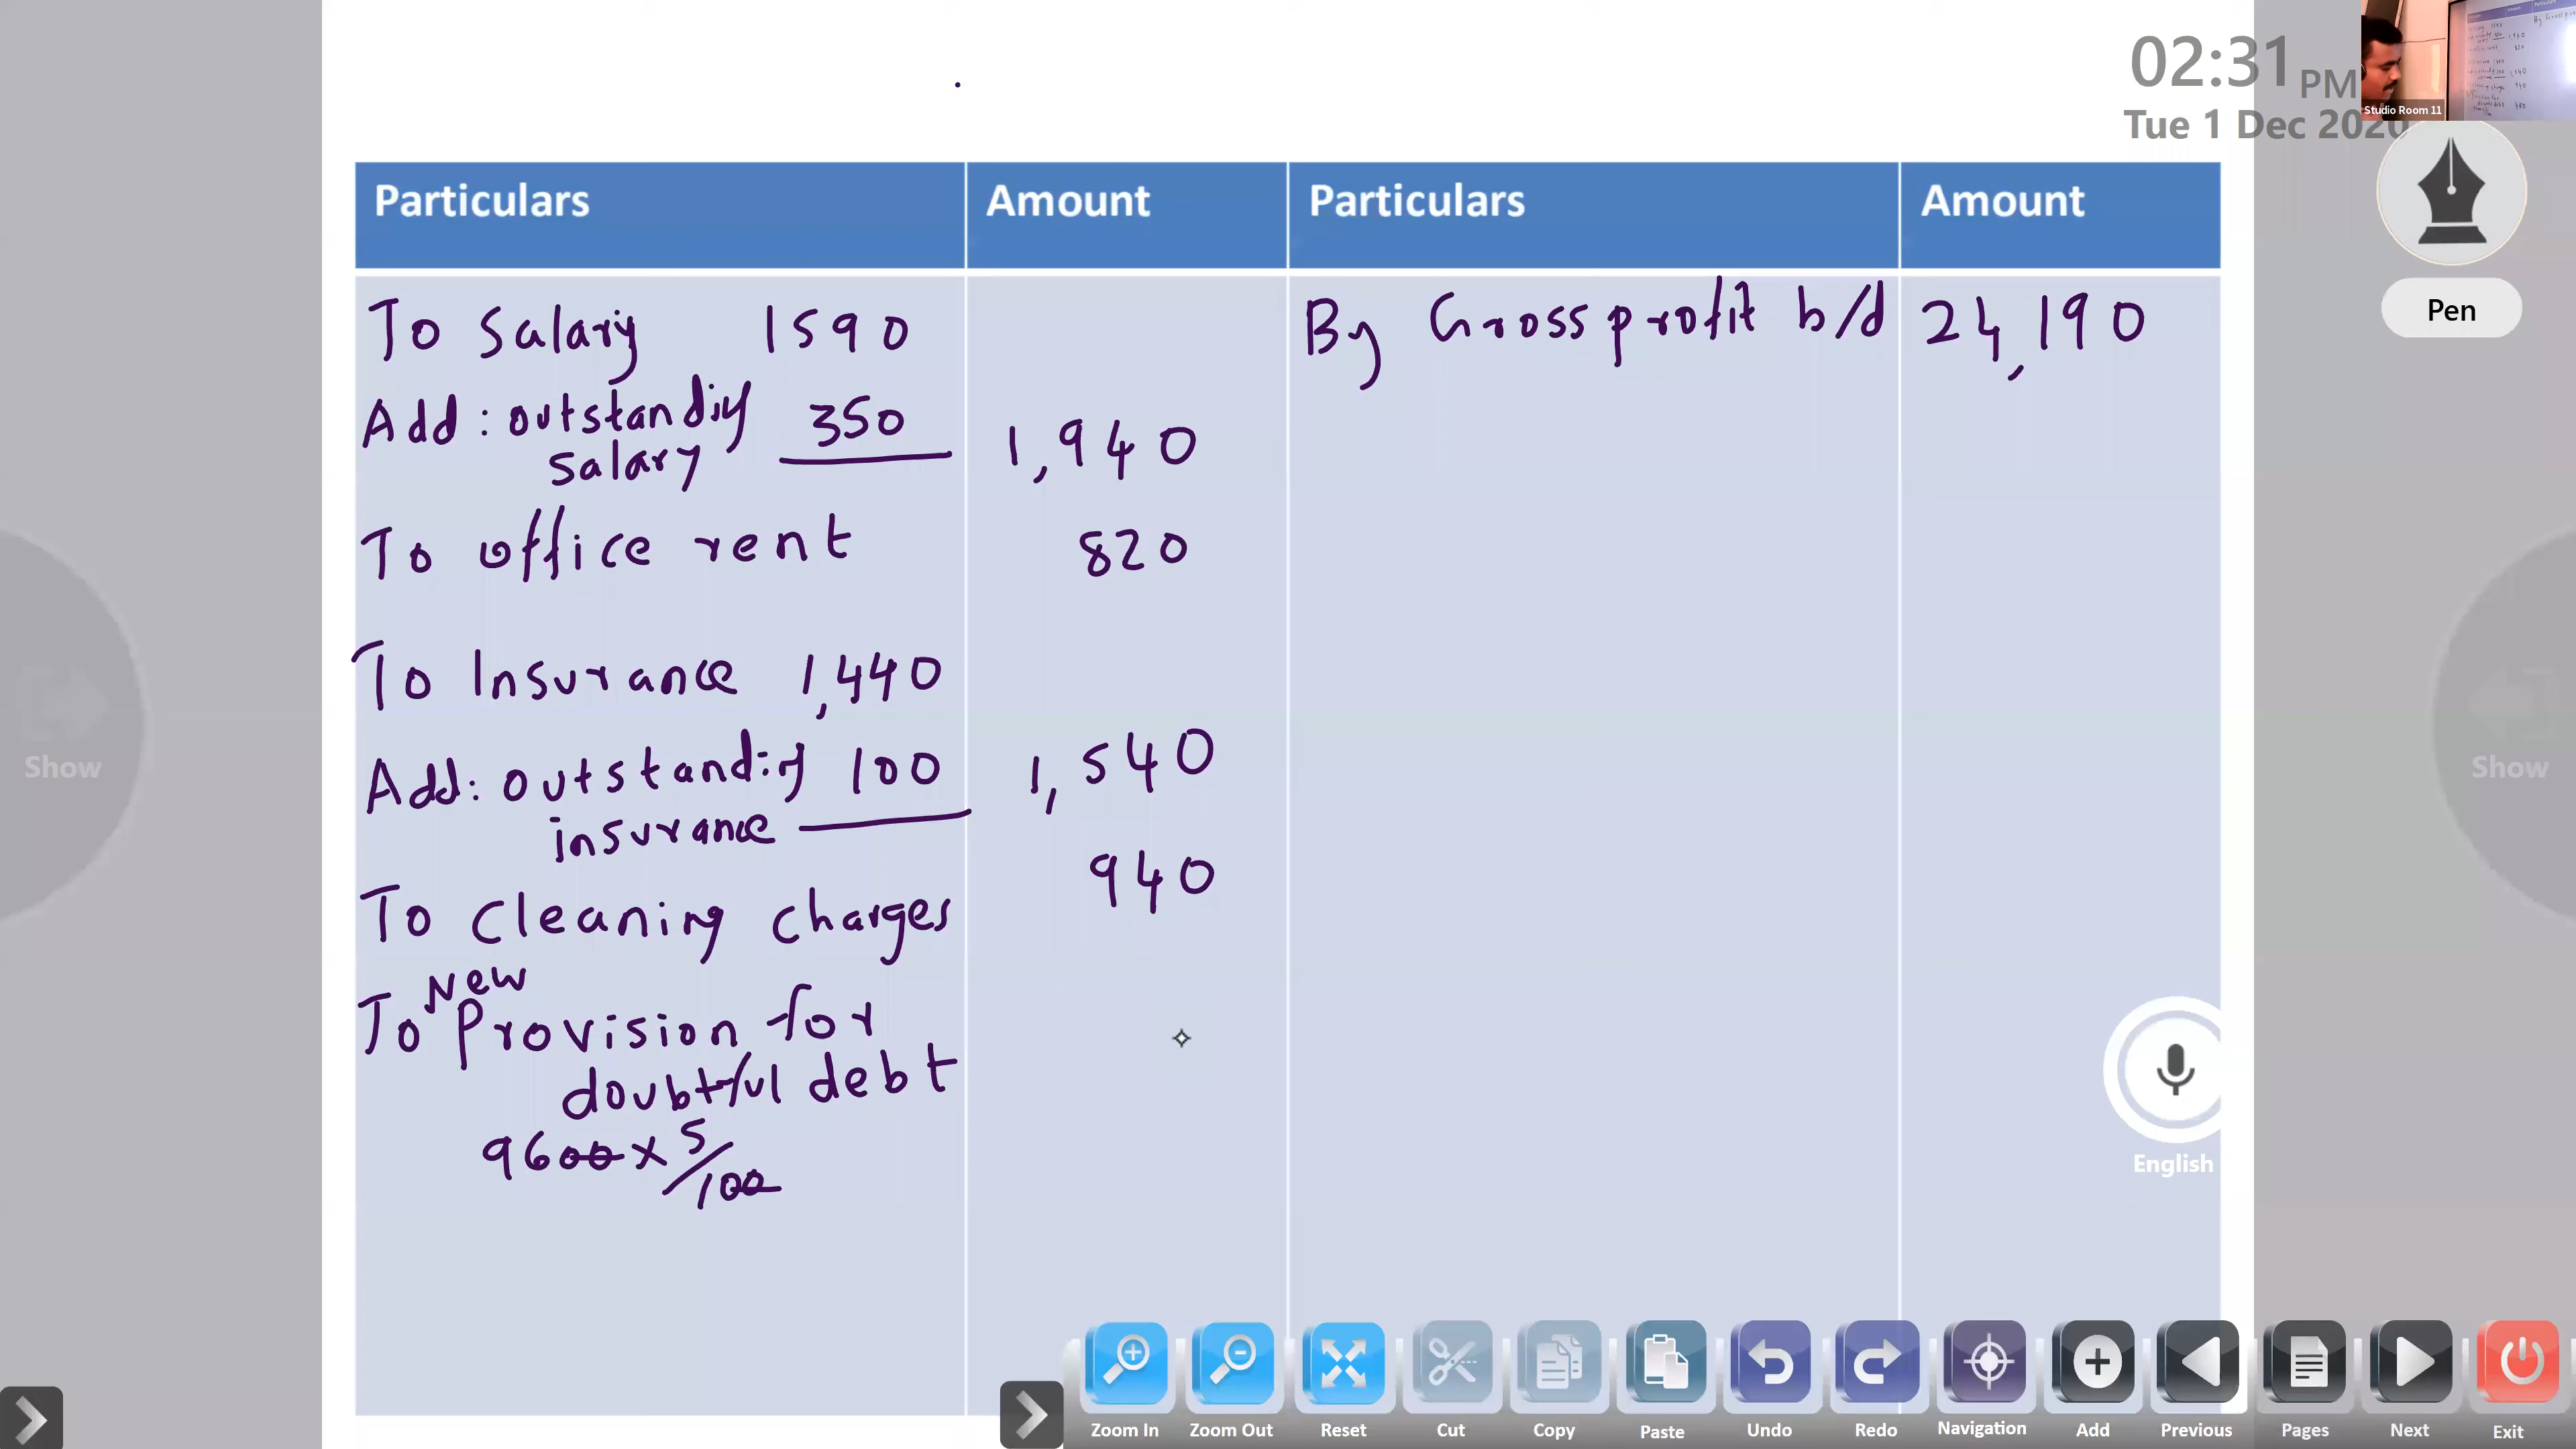 02:31 PM
Tue 1 Dec 2020
Studio Room 11
Pen
Particulars Amount Particulars Amount
To Salary 1590
By Gross profit b/d 24,190
Add: outstanding 350 1,940
salary
To office rent 820
To Insurance 1,440
Add: outstanding 100 1,540
insurance
To Cleaning charges 940
New
To Provision for
doubtful debt
9600 x 5/100
Show
Show
English
Zoom In Zoom Out Reset Cut Copy Paste Undo Redo Navigation Add Previous Pages Next Exit